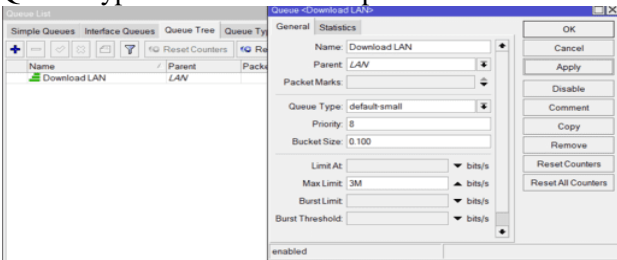 Queue List
Simple Queues Interface Queues Queue Tree Queue Ty
Reset Counters Re
Name Parent Packe
Download LAN LAN
Queue <Download LAN>
General Statistics
Name: Download LAN
Parent: LAN
Packet Marks:
Queue Type: default-small
Priority: 8
Bucket Size: 0.100
Limit At: bits/s
Max Limit: 3M bits/s
Burst Limit: bits/s
Burst Threshold: bits/s
enabled
OK
Cancel
Apply
Disable
Comment
Copy
Remove
Reset Counters
Reset All Counters